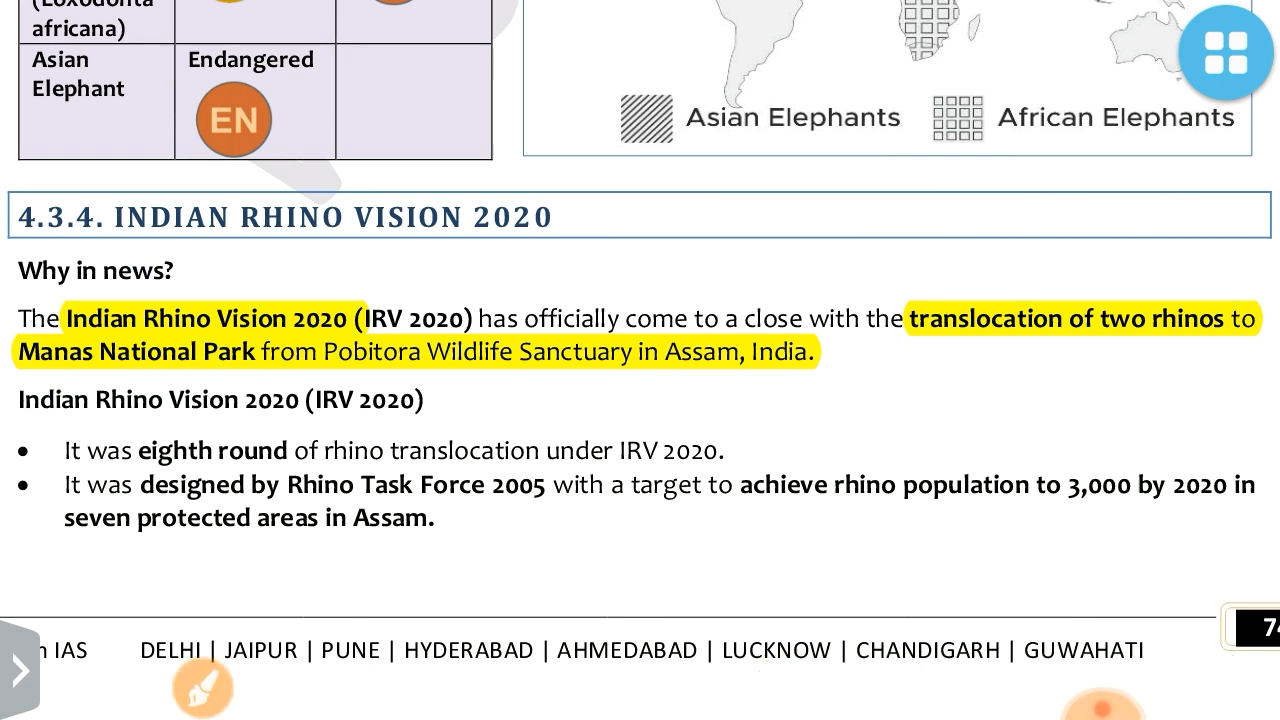 (Loxodonta
africana)
Asian Endangered
Elephant
EN
Asian Elephants African Elephants
4.3.4. INDIAN RHINO VISION 2020
Why in news?
The Indian Rhino Vision 2020 (IRV 2020) has officially come to a close with the translocation of two rhinos to
Manas National Park from Pobitora Wildlife Sanctuary in Assam, India.
Indian Rhino Vision 2020 (IRV 2020)
• It was eighth round of rhino translocation under IRV 2020.
• It was designed by Rhino Task Force 2005 with a target to achieve rhino population to 3,000 by 2020 in
seven protected areas in Assam.
IAS DELHI | JAIPUR | PUNE | HYDERABAD | AHMEDABAD | LUCKNOW | CHANDIGARH | GUWAHATI